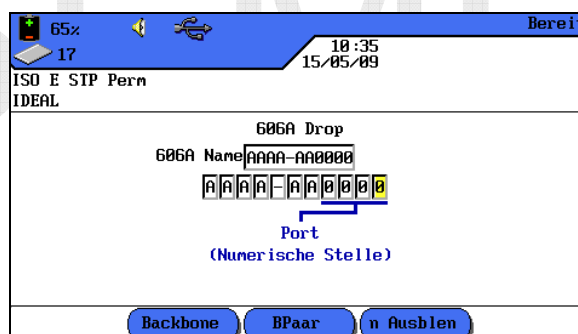 65% Bereit
17 10:35
15/05/09
ISO E STP Perm
IDEAL
606A Drop
606A Name AAAA-AA0000
AAAA-AA0000
Port
(Numerische Stelle)
Backbone BPaar n Ausblen